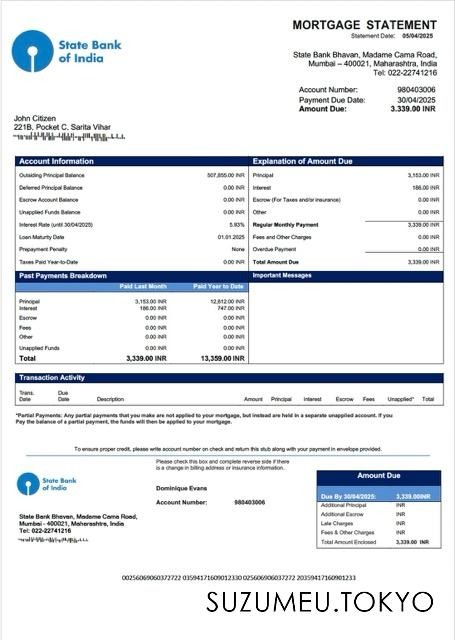 State Bank
of India
MORTGAGE STATEMENT
Statement Date: 05/04/2025
State Bank Bhavan, Madame Cama Road,
Mumbai – 400021, Maharashtra, India
Tel: 022-22741216
Account Number: 980403006
Payment Due Date: 30/04/2025
Amount Due: 3.339.00 INR
John Citizen
221B, Pocket C, Sarita Vihar
Account Information
Outsiding Principal Balance 507,855.00 INR
Deferred Principal Balance 0.00 INR
Escrow Account Balance 0.00 INR
Unapplied Funds Balance 0.00 INR
Interest Rate (until 30/04/2025) 5.93%
Loan Maturity Date 01.01.2025
Prepayment Penalty None
Taxes Paid Year-to-Date 0.00 INR
Explanation of Amount Due
Principal 3,153.00 INR
Interest 186.00 INR
Escrow (For Taxes and/or insurance) 0.00 INR
Other 0.00 INR
Regular Monthly Payment 3,339.00 INR
Fees and Other Charges 0.00 INR
Overdue Payment 0.00 INR
Total Amount Due 3,339.00 INR
Past Payments Breakdown
Paid Last Month Paid Year to Date
Principal 3,153.00 INR 12,612.00 INR
Interest 186.00 INR 747.00 INR
Escrow 0.00 INR 0.00 INR
Fees 0.00 INR 0.00 INR
Other 0.00 INR 0.00 INR
Unapplied Funds 0.00 INR 0.00 INR
Total 3,339.00 INR 13,359.00 INR
Important Messages
Transaction Activity
Trans. Date Due Date Description Amount Principal Interest Escrow Fees Unapplied* Total
*Partial Payments: Any partial payments that you make are not applied to your mortgage, but instead are held in a separate unapplied account. If you
Pay the balance of a partial payment, the funds will then be applied to your mortgage.
To ensure proper credit, please write account number on check and return this stub along with your payment in envelope provided.
State Bank
of India
Please check this box and complete reverse side if there
is a change in billing address or insurance information.
Dominique Evans
Account Number: 980403006
State Bank Bhavan, Madame Cama Road,
Mumbai - 400021, Maharashtra, India
Tel: 022-22741216
Amount Due
Due By 30/04/2025: 3,339.00INR
Additional Principal INR
Additional Escrow INR
Late Charges INR
Fees & Other Charges INR
Total Amount Enclosed 3,339.00 INR
00256069060372722 03594171609012330 025606906037272 20359417160901233
SUZUMEU.TOKYO